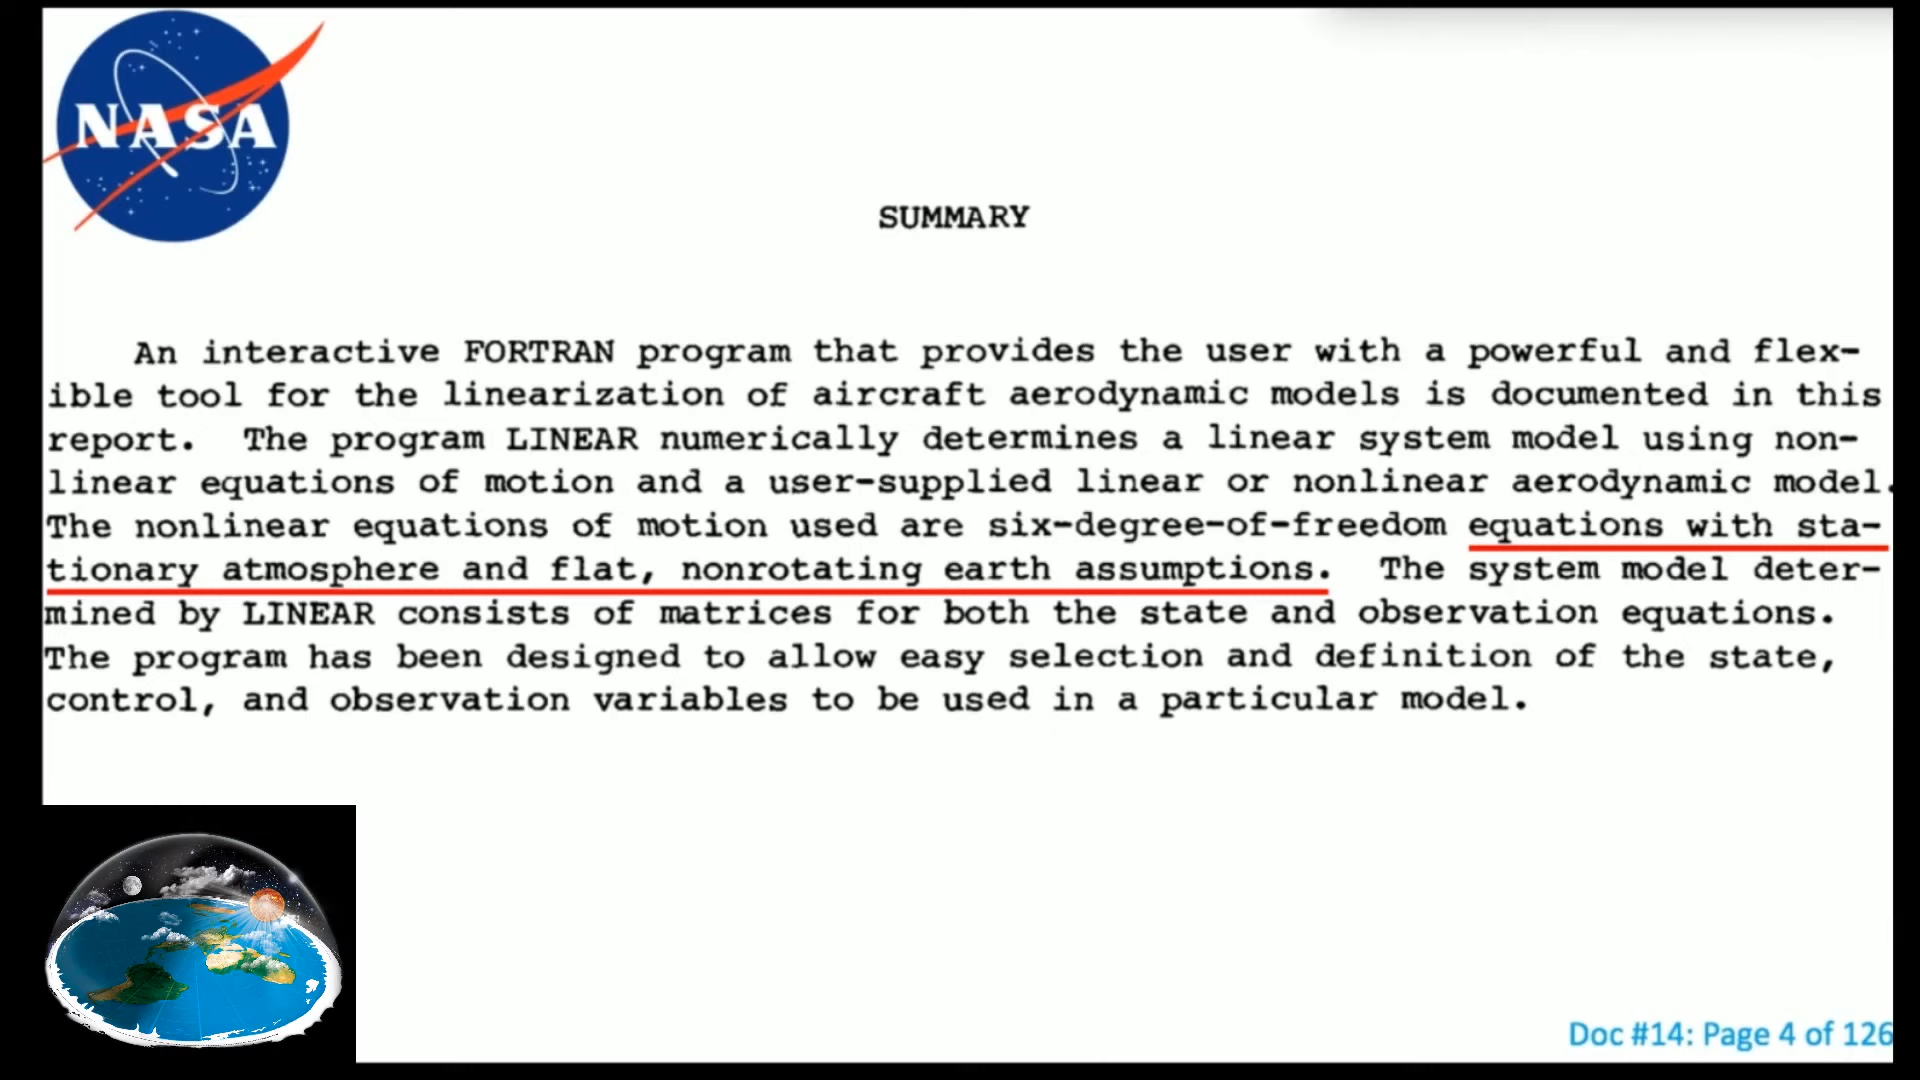 NASA
SUMMARY
An interactive FORTRAN program that provides the user with a powerful and flex-
ible tool for the linearization of aircraft aerodynamic models is documented in this
report. The program LINEAR numerically determines a linear system model using non-
linear equations of motion and a user-supplied linear or nonlinear aerodynamic model.
The nonlinear equations of motion used are six-degree-of-freedom equations with sta-
tionary atmosphere and flat, nonrotating earth assumptions. The system model deter-
mined by LINEAR consists of matrices for both the state and observation equations.
The program has been designed to allow easy selection and definition of the state,
control, and observation variables to be used in a particular model.
Doc #14: Page 4 of 126